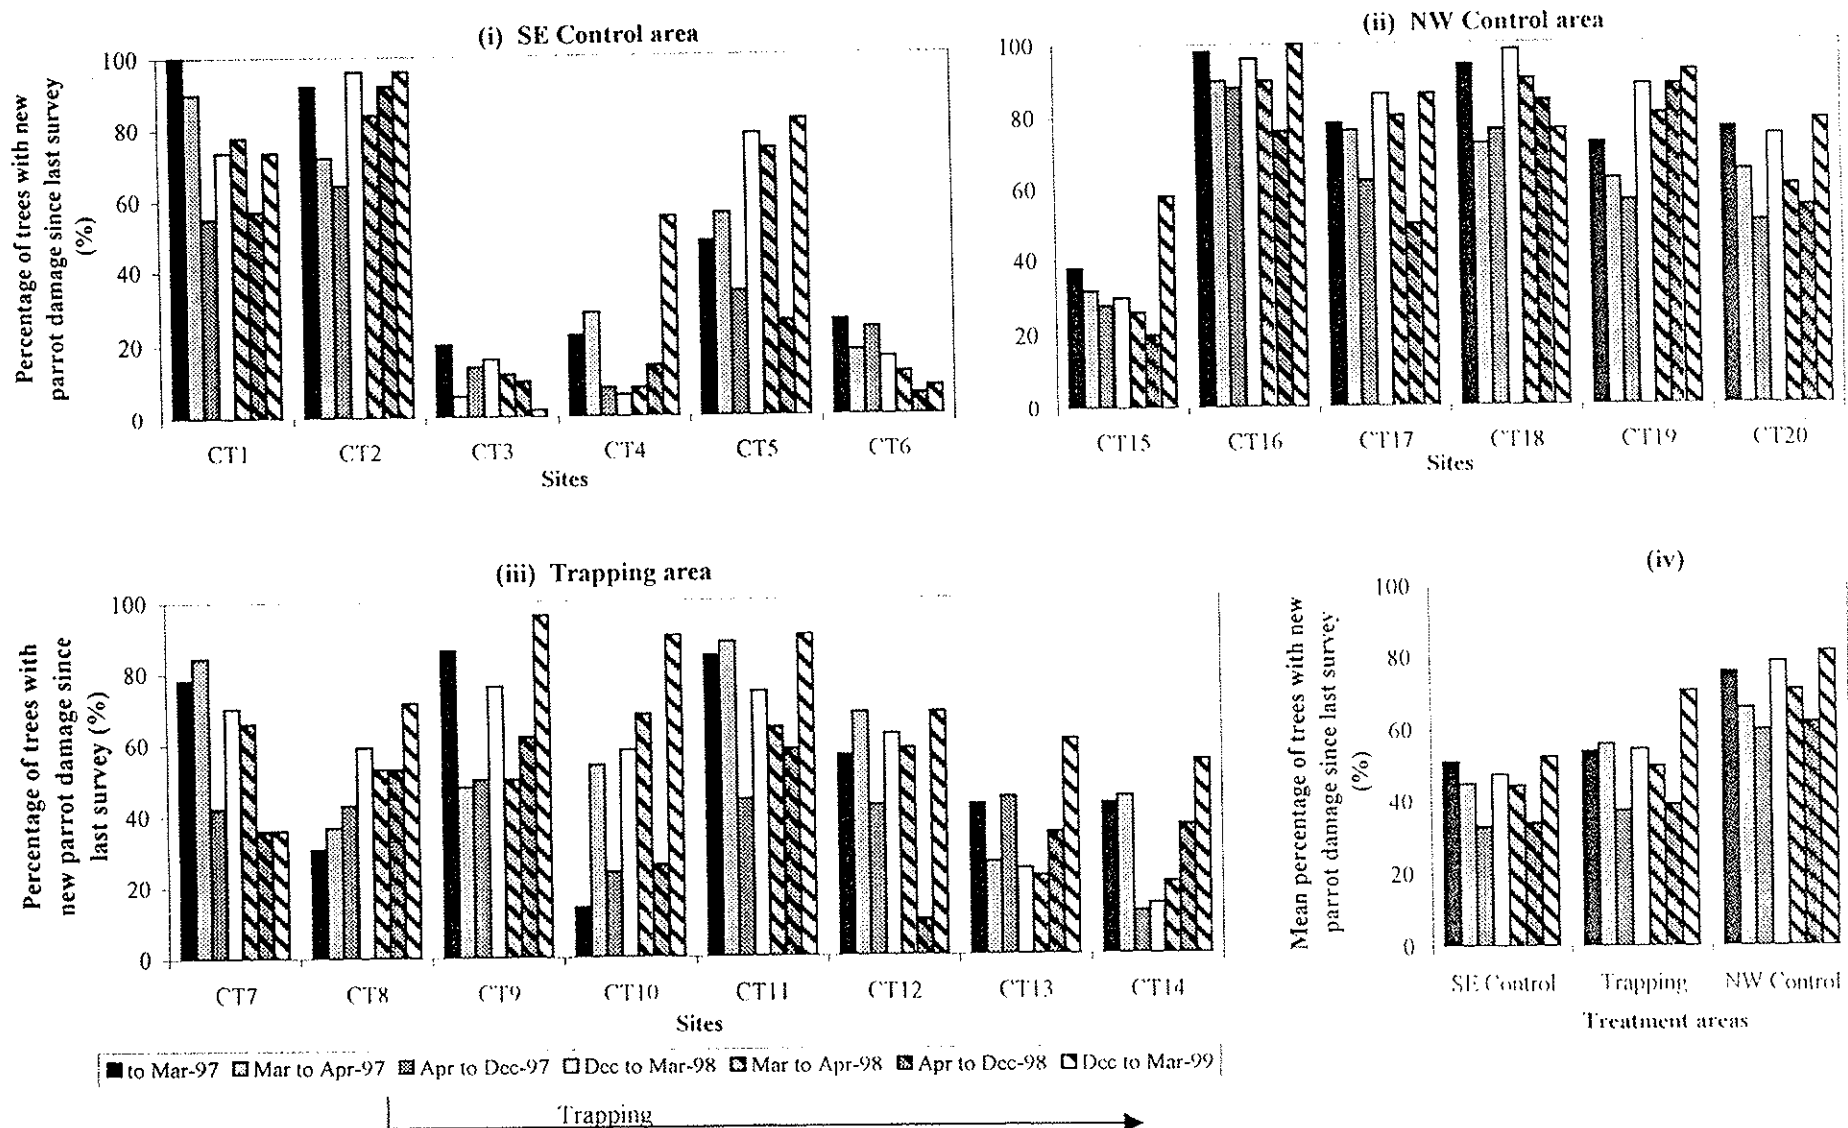 (i) SE Control area
Percentage of trees with new
parrot damage since last survey
(%)
100
80
60
40
20
0
CT1 CT2 CT3 CT4 CT5 CT6
Sites
(ii) NW Control area
100
80
60
40
20
0
CT15 CT16 CT17 CT18 CT19 CT20
Sites
(iii) Trapping area
Percentage of trees with
new parrot damage since
last survey (%)
100
80
60
40
20
0
CT7 CT8 CT9 CT10 CT11 CT12 CT13 CT14
Sites
(iv)
Mean percentage of trees with new
parrot damage since last survey
(%)
100
80
60
40
20
0
SE Control Trapping NW Control
Treatment areas
to Mar-97 Mar to Apr-97 Apr to Dec-97 Dec to Mar-98 Mar to Apr-98 Apr to Dec-98 Dec to Mar-99
Trapping